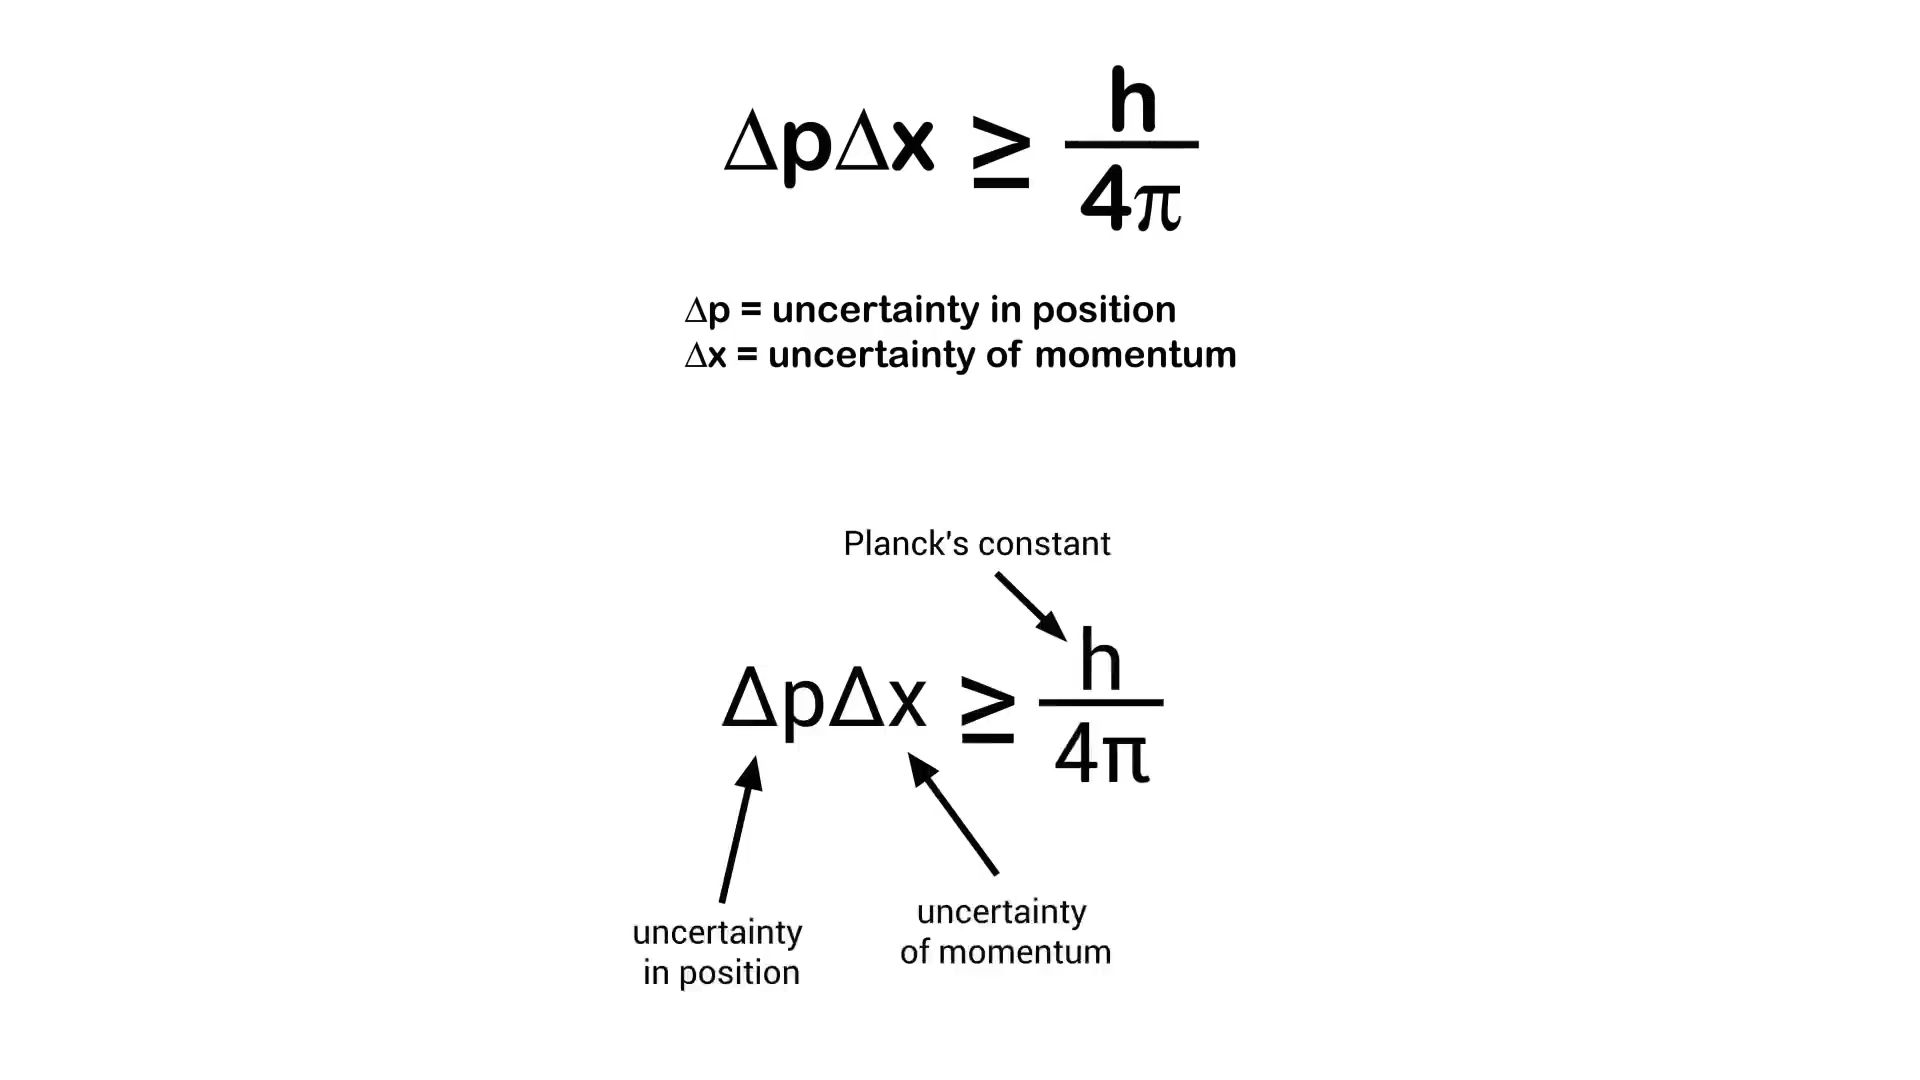 ΔpΔx ≥ h/4π
Δp = uncertainty in position
Δx = uncertainty of momentum
Planck's constant
ΔpΔx ≥ h/4π
uncertainty
in position
uncertainty
of momentum